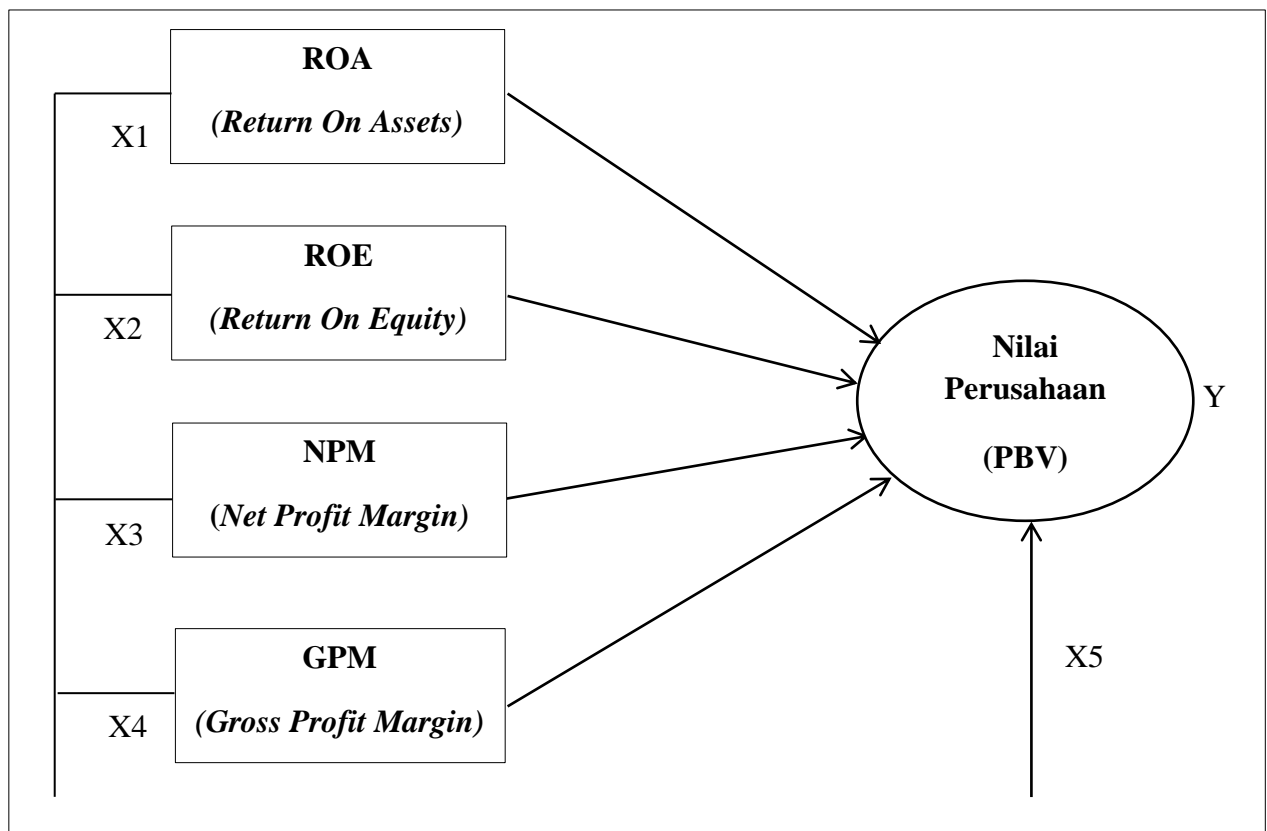 ROA
(Return On Assets)
X1
ROE
(Return On Equity)
X2
NPM
(Net Profit Margin)
X3
GPM
(Gross Profit Margin)
X4
Nilai
Perusahaan
(PBV)
Y
X5